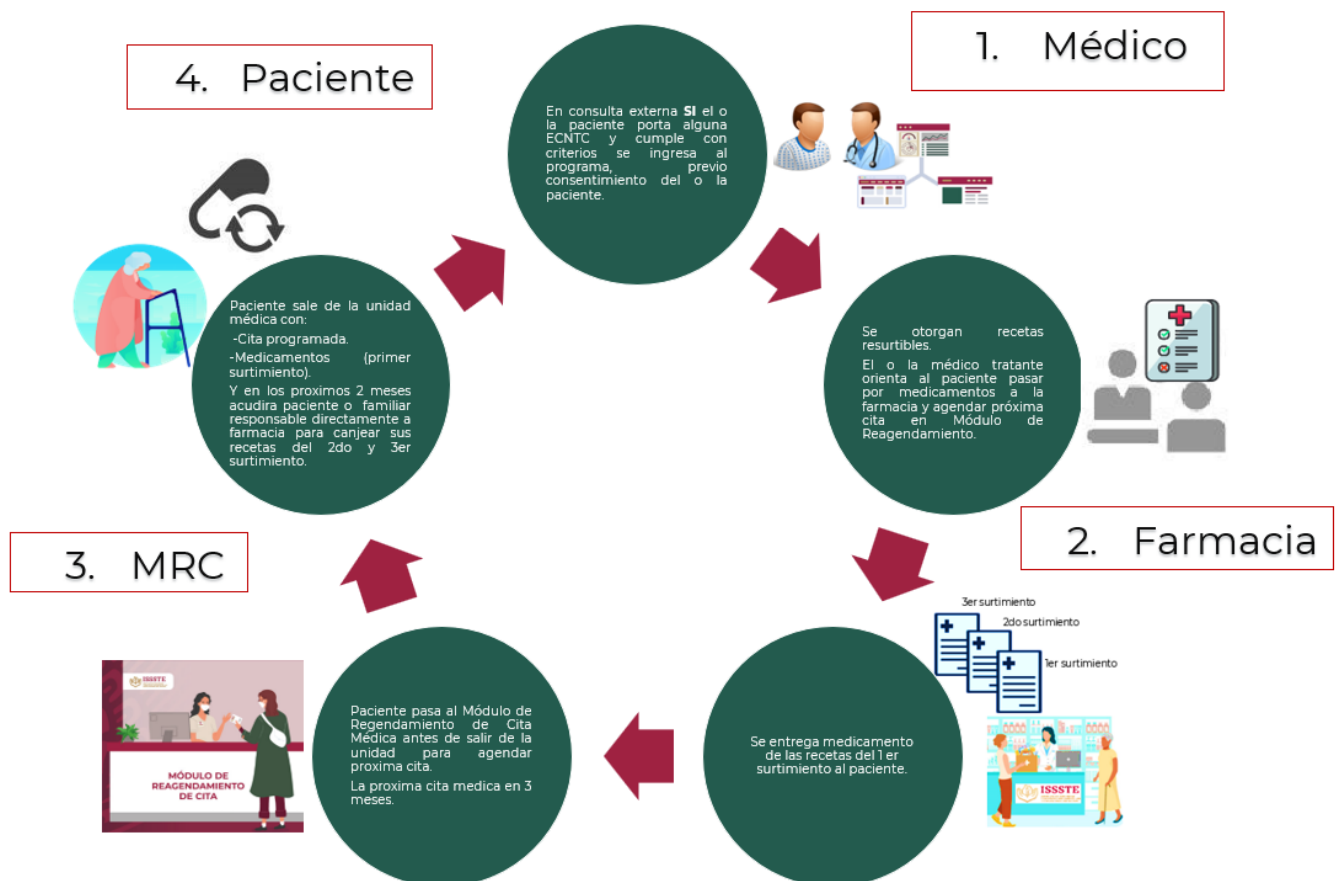 1. Médico
En consulta externa SI el o
la paciente porta alguna
ECNTC y cumple con
criterios se ingresa al
programa, previo
consentimiento del o la
paciente.
Se otorgan recetas
resurtibles.
El o la médico tratante
orienta al paciente pasar
por medicamentos a la
farmacia y agendar próxima
cita en Módulo de
Reagendamiento.
2. Farmacia
3er surtimiento
2do surtimiento
1er surtimiento
Se entrega medicamento
de las recetas del 1 er
surtimiento al paciente.
ISSSTE
3. MRC
Paciente pasa al Módulo de
Regendamiento de Cita
Médica antes de salir de la
unidad para agendar
proxima cita.
La proxima cita medica en 3
meses.
ISSSTE
MÓDULO DE
REAGENDAMIENTO
DE CITA
4. Paciente
Paciente sale de la unidad
médica con:
-Cita programada.
-Medicamentos (primer
surtimiento).
Y en los proximos 2 meses
acudira paciente o familiar
responsable directamente a
farmacia para canjear sus
recetas del 2do y 3er
surtimiento.